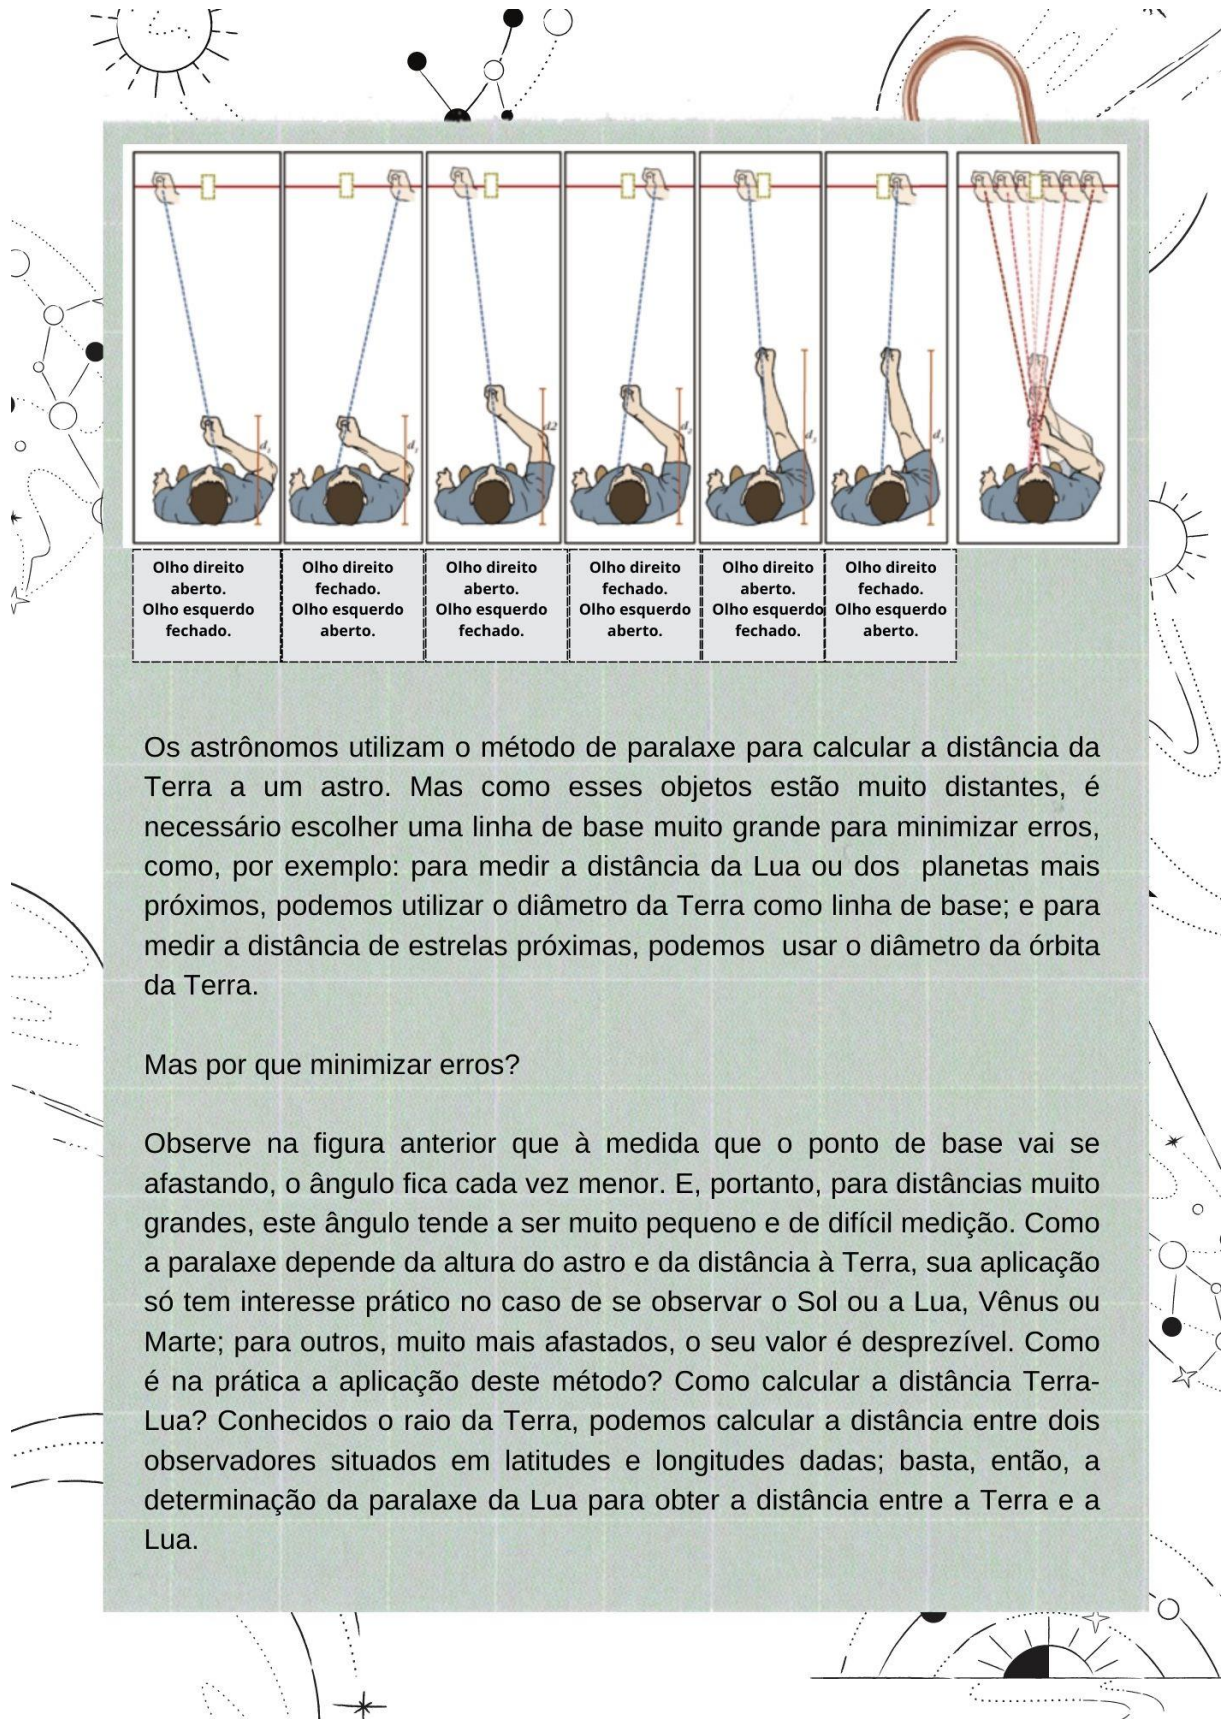 d₁
d₁
d2
d₂
d₃
d₃
Olho direito
aberto.
Olho esquerdo
fechado.
Olho direito
fechado.
Olho esquerdo
aberto.
Olho direito
aberto.
Olho esquerdo
fechado.
Olho direito
fechado.
Olho esquerdo
aberto.
Olho direito
aberto.
Olho esquerdo
fechado.
Olho direito
fechado.
Olho esquerdo
aberto.
Os astrônomos utilizam o método de paralaxe para calcular a distância da
Terra a um astro. Mas como esses objetos estão muito distantes, é
necessário escolher uma linha de base muito grande para minimizar erros,
como, por exemplo: para medir a distância da Lua ou dos planetas mais
próximos, podemos utilizar o diâmetro da Terra como linha de base; e para
medir a distância de estrelas próximas, podemos usar o diâmetro da órbita
da Terra.
Mas por que minimizar erros?
Observe na figura anterior que à medida que o ponto de base vai se
afastando, o ângulo fica cada vez menor. E, portanto, para distâncias muito
grandes, este ângulo tende a ser muito pequeno e de difícil medição. Como
a paralaxe depende da altura do astro e da distância à Terra, sua aplicação
só tem interesse prático no caso de se observar o Sol ou a Lua, Vênus ou
Marte; para outros, muito mais afastados, o seu valor é desprezível. Como
é na prática a aplicação deste método? Como calcular a distância Terra-
Lua? Conhecidos o raio da Terra, podemos calcular a distância entre dois
observadores situados em latitudes e longitudes dadas; basta, então, a
determinação da paralaxe da Lua para obter a distância entre a Terra e a
Lua.